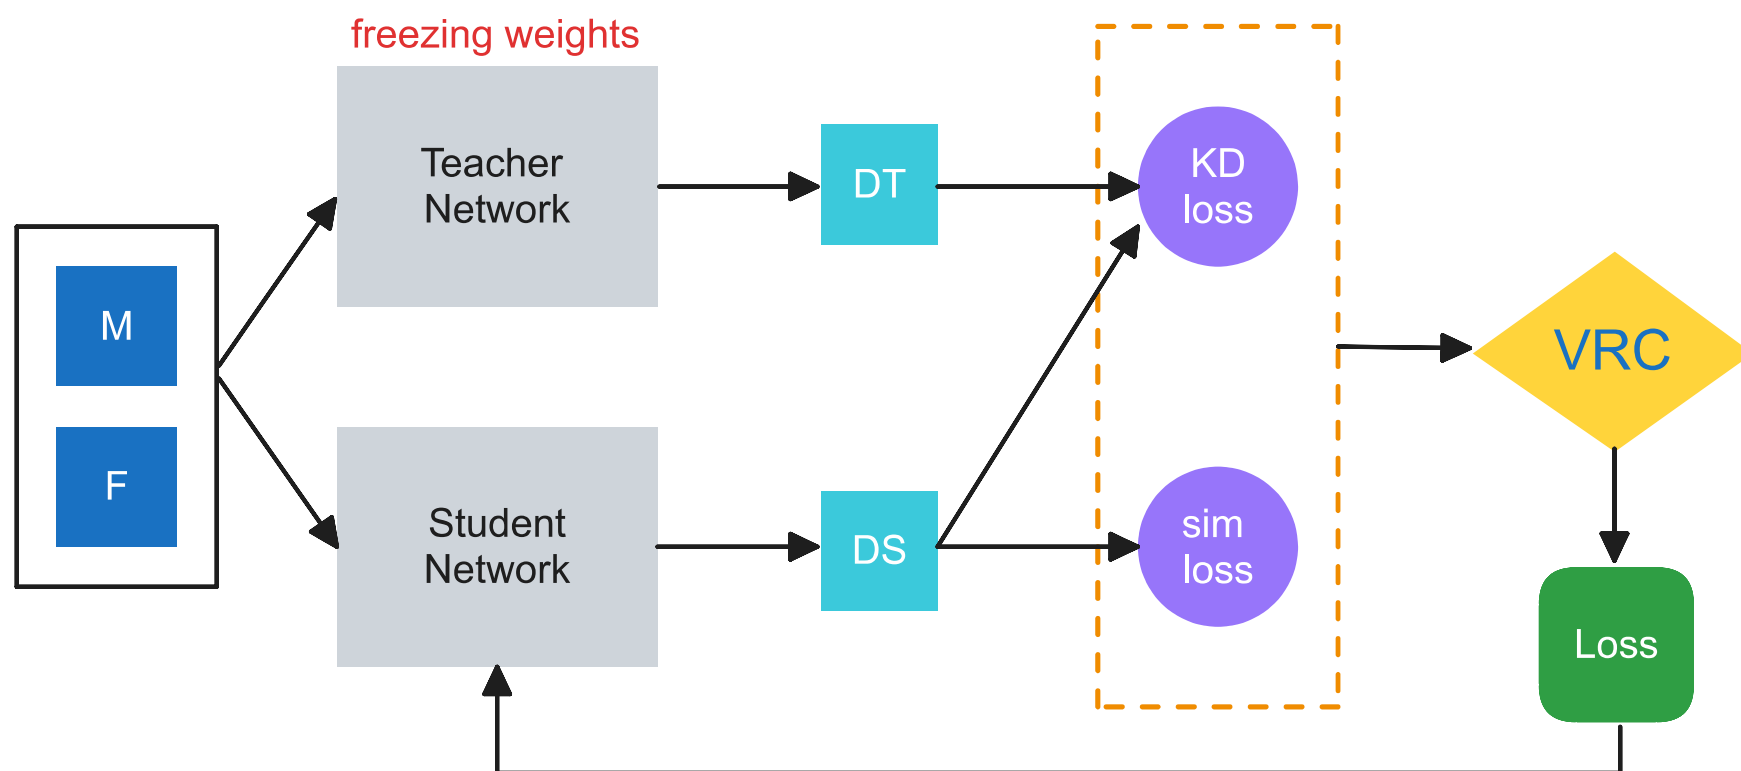 freezing weights
Teacher
Network
DT
KD
loss
M
F
VRC
Student
Network
DS
sim
loss
Loss